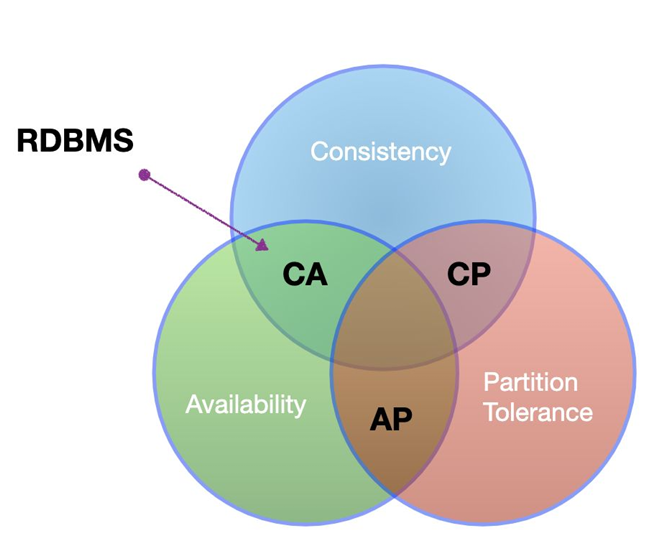 RDBMS
Consistency
CA
CP
Availability
Partition
Tolerance
AP